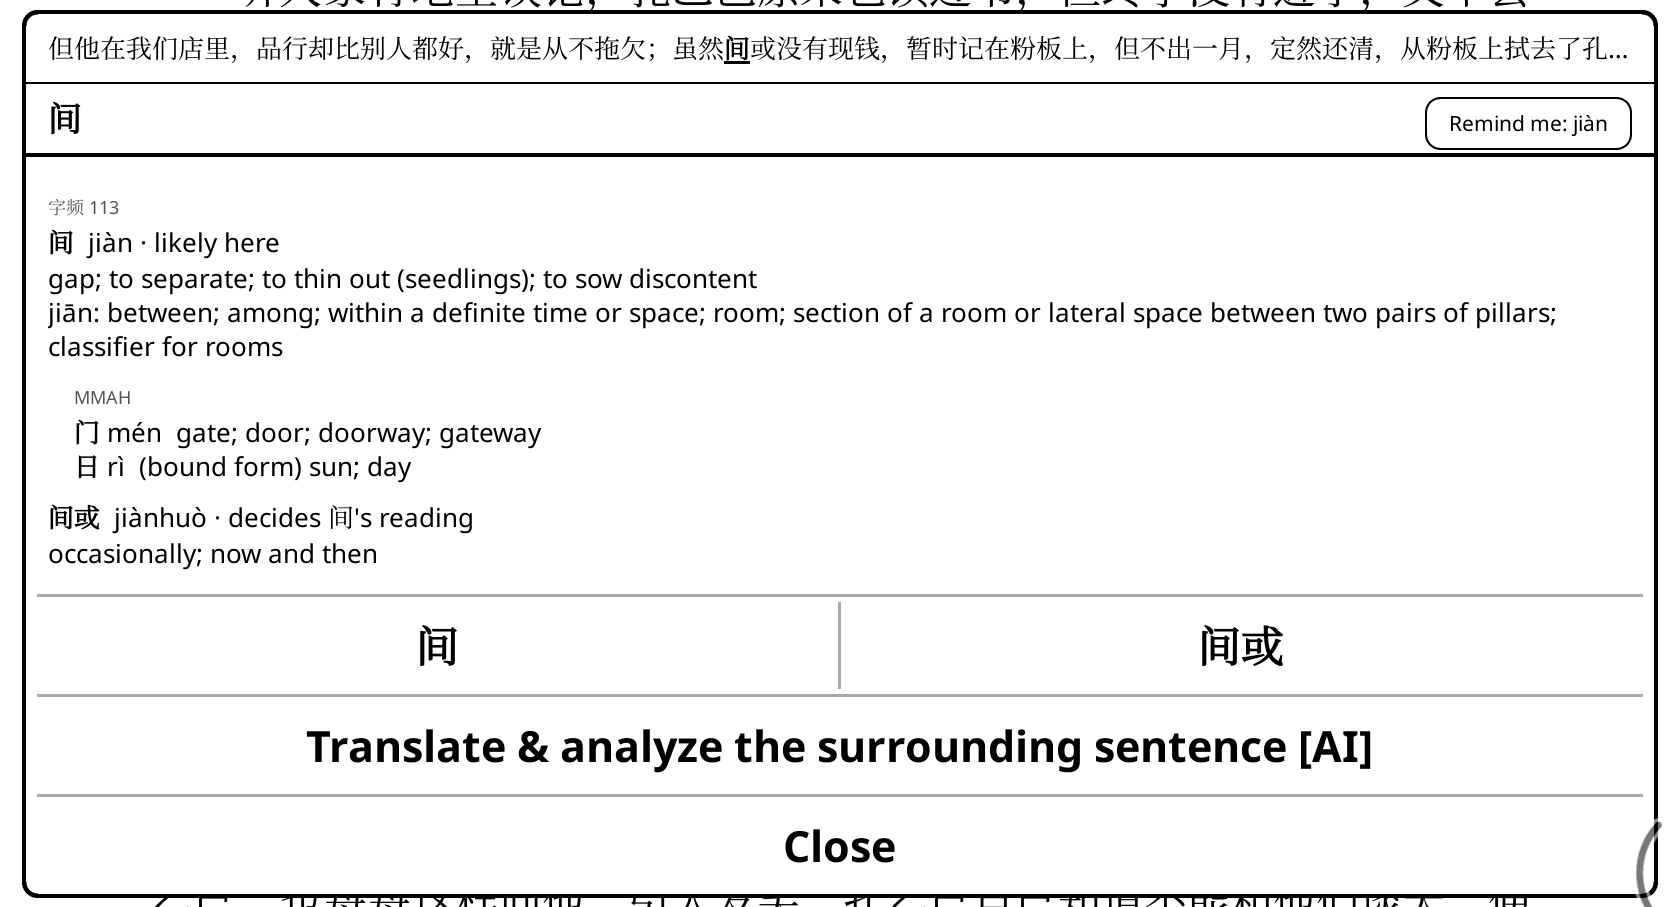 但他在我们店里，品行却比别人都好，就是从不拖欠；虽然间或没有现钱，暂时记在粉板上，但不出一月，定然还清，从粉板上拭去了孔…
间
Remind me: jiàn
字频 113
间 jiàn · likely here
gap; to separate; to thin out (seedlings); to sow discontent
jiān: between; among; within a definite time or space; room; section of a room or lateral space between two pairs of pillars;
classifier for rooms
MMAH
门 mén gate; door; doorway; gateway
日 rì (bound form) sun; day
间或 jiànhuò · decides 间's reading
occasionally; now and then
间
间或
Translate & analyze the surrounding sentence [AI]
Close